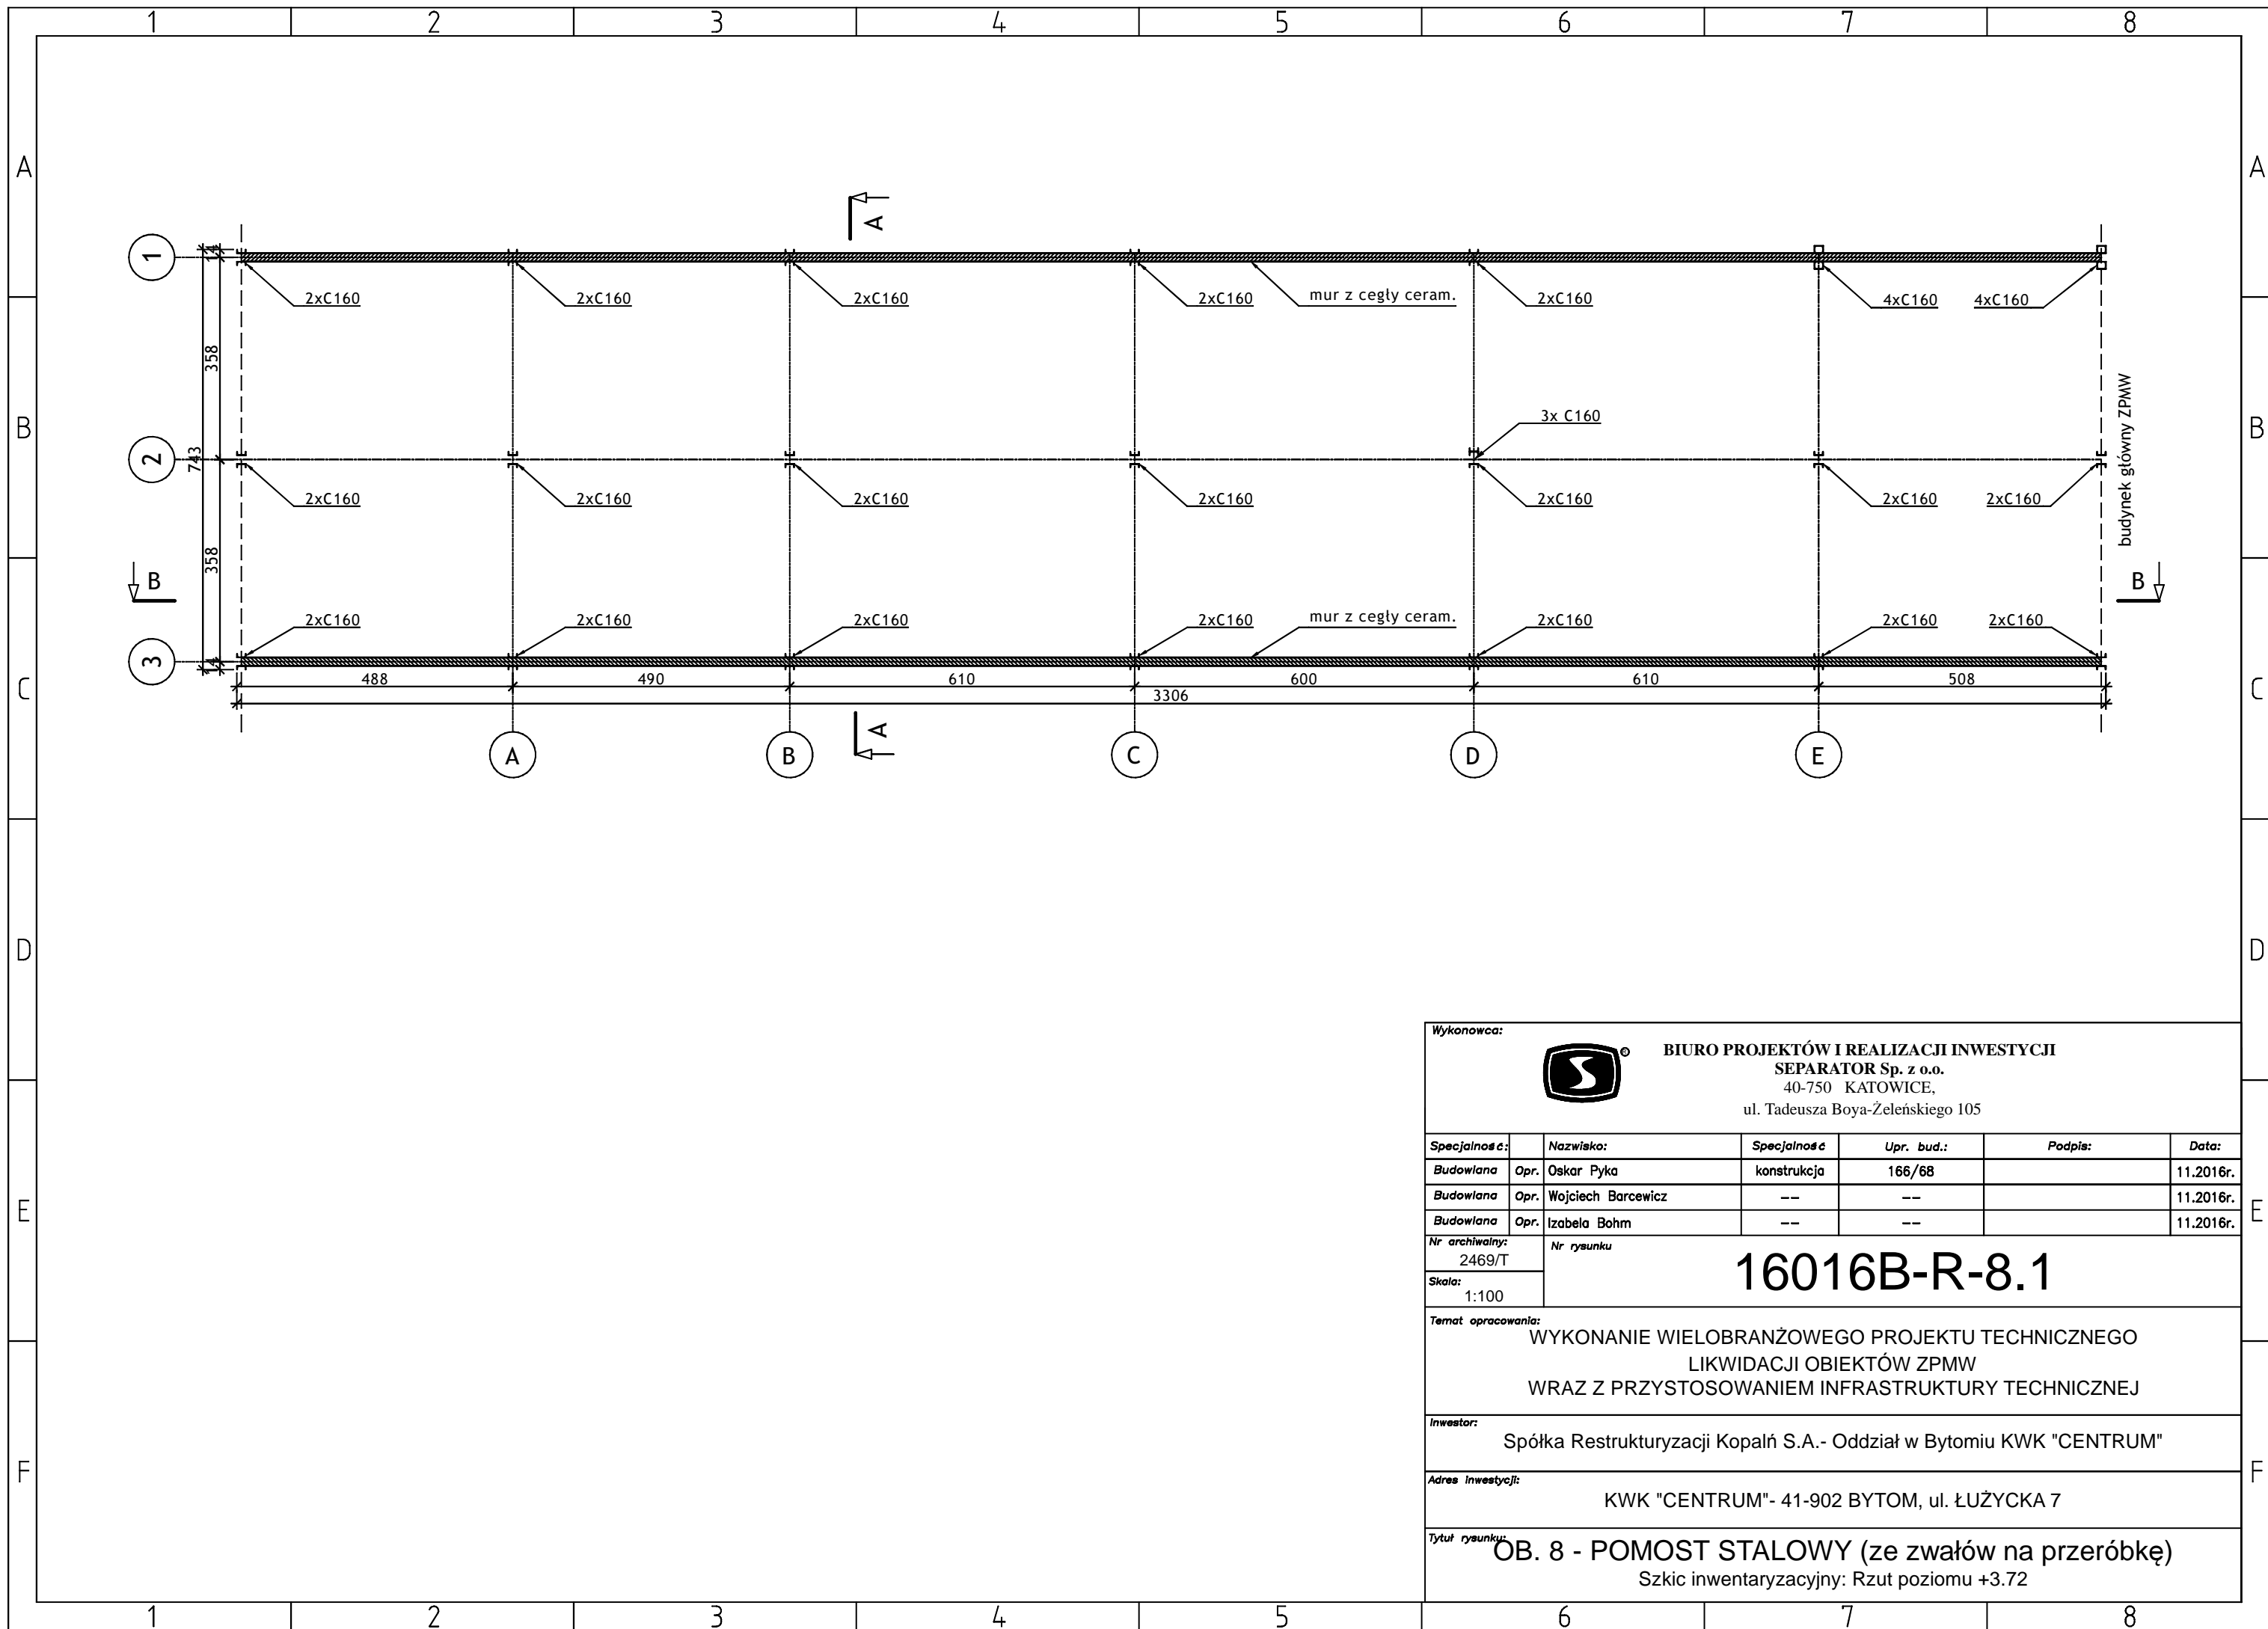 1 2 3 4 5 6 7 8
A A
A
1
14
2xC160 2xC160 2xC160 2xC160 mur z cegły ceram. 2xC160 4xC160 4xC160
358
B B
3x C160
budynek główny ZPMW
2
743
2xC160 2xC160 2xC160 2xC160 2xC160 2xC160 2xC160
358
B B
2xC160 2xC160 2xC160 2xC160 mur z cegły ceram. 2xC160 2xC160 2xC160
3
14
C C
488 490 610 600 610 508
3306
A
A B C D E
D D
Wykonowca:
BIURO PROJEKTÓW I REALIZACJI INWESTYCJI
SEPARATOR Sp. z o.o.
40-750 KATOWICE,
ul. Tadeusza Boya-Żeleńskiego 105
Specjalność: Nazwisko: Specjalność Upr. bud.: Podpis: Data:
Budowlana Opr. Oskar Pyka konstrukcja 166/68 11.2016r.
Budowlana Opr. Wojciech Barcewicz -- -- 11.2016r.
E E
Budowlana Opr. Izabela Bohm -- -- 11.2016r.
Nr archiwalny:
2469/T
Nr rysunku
16016B-R-8.1
Skala:
1:100
Temat opracowania:
WYKONANIE WIELOBRANŻOWEGO PROJEKTU TECHNICZNEGO
LIKWIDACJI OBIEKTÓW ZPMW
WRAZ Z PRZYSTOSOWANIEM INFRASTRUKTURY TECHNICZNEJ
Inwestor:
Spółka Restrukturyzacji Kopalń S.A.- Oddział w Bytomiu KWK "CENTRUM"
F F
Adres inwestycji:
KWK "CENTRUM"- 41-902 BYTOM, ul. ŁUŻYCKA 7
Tytuł rysunku:
OB. 8 - POMOST STALOWY (ze zwałów na przeróbkę)
Szkic inwentaryzacyjny: Rzut poziomu +3.72
1 2 3 4 5 6 7 8